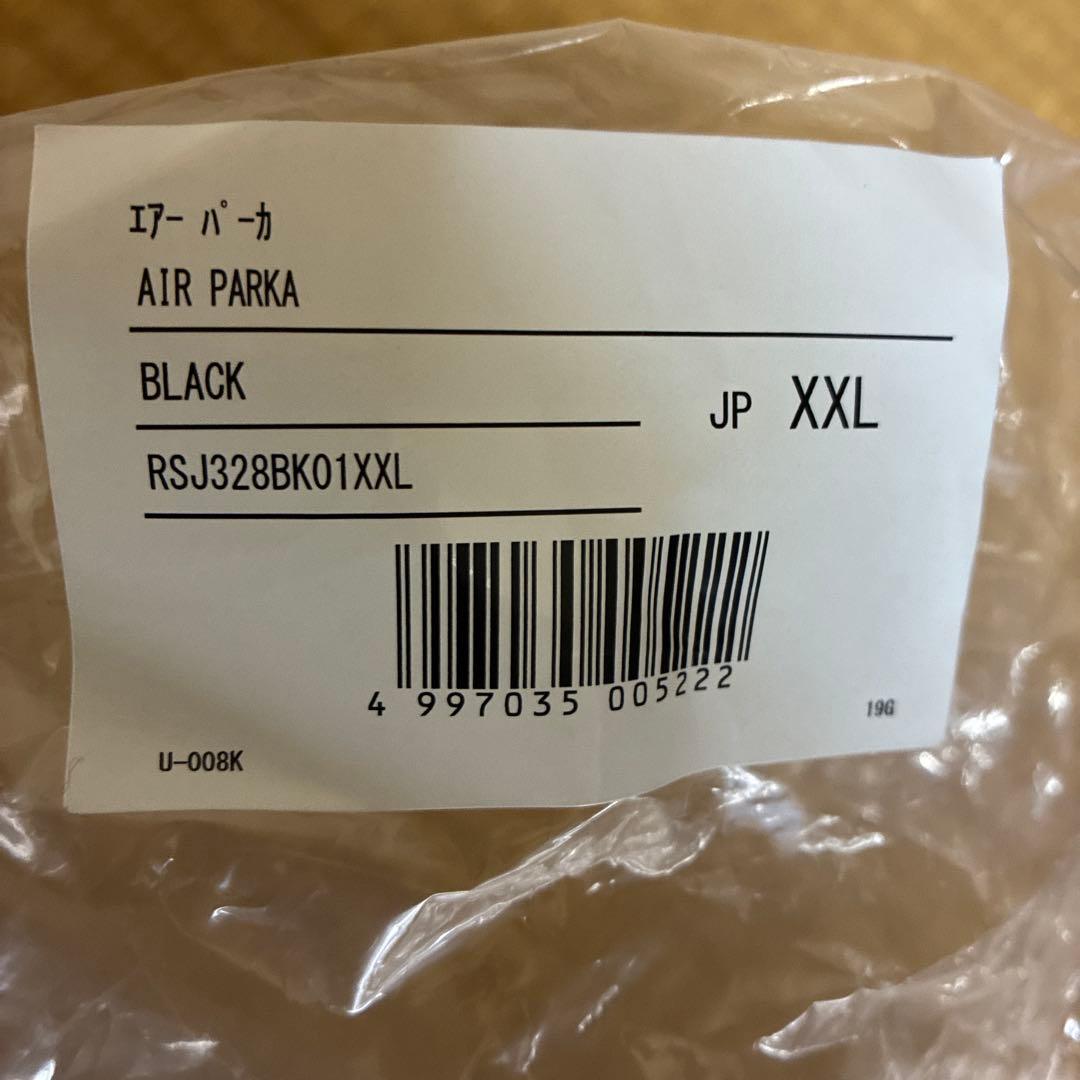 ｴｱｰ ﾊﾟｰｶ
AIR PARKA
BLACK
JP XXL
RSJ328BK01XXL
4 997035 005222
19G
U-008K